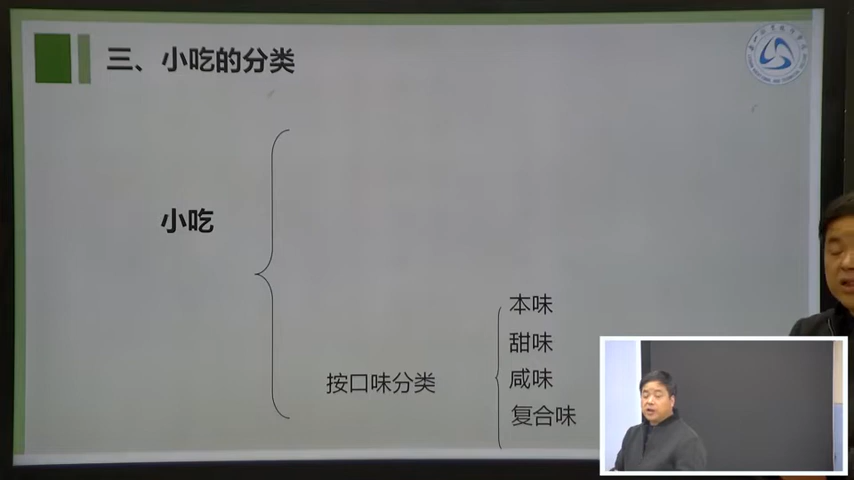 三、小吃的分类
小吃
按口味分类
本味
甜味
咸味
复合味